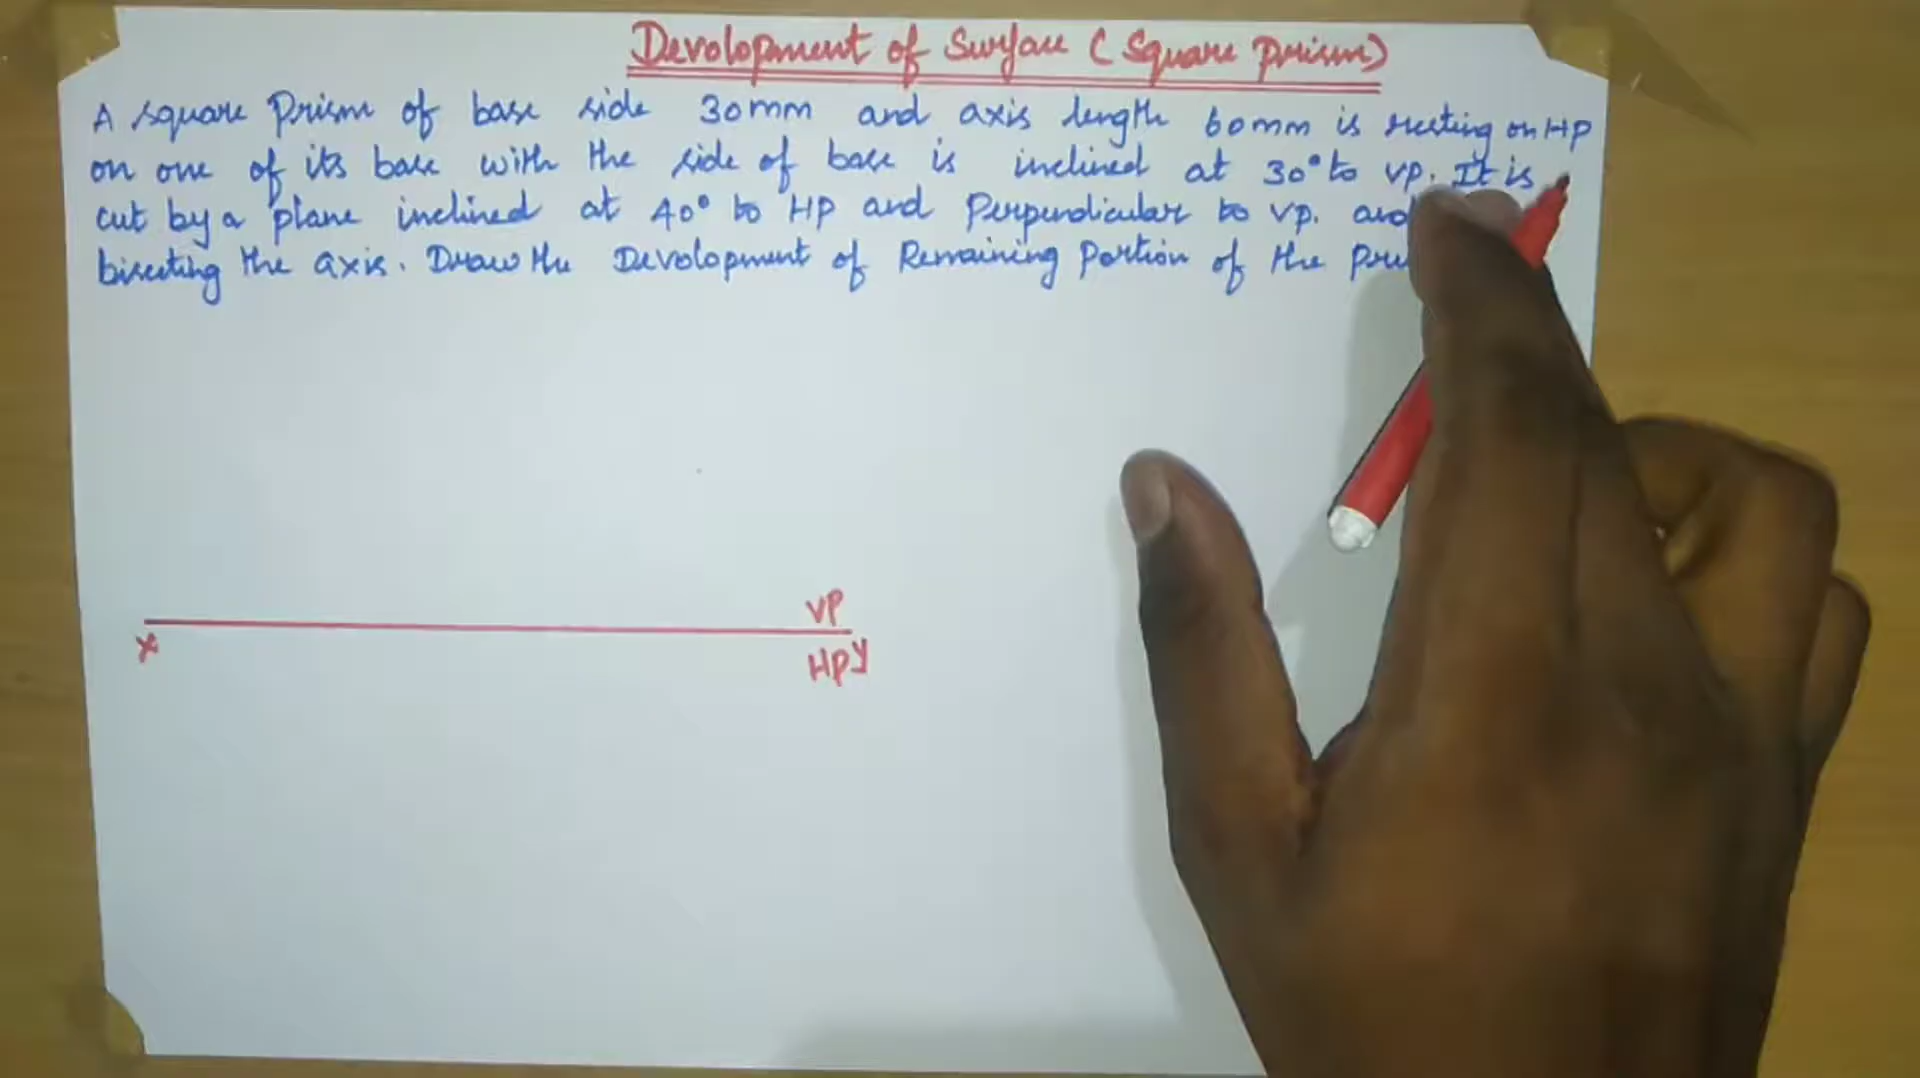 Devolopment of Surface (Square Prism)
A square Prism of base side 30mm and axis length 60mm is resting on HP
on one of its base with the side of base is inclined at 30° to VP. It is
cut by a plane inclined at 40° to HP and Perpendicular to VP. and
bisecting the axis. Draw the Devolopment of Remaining Portion of the
VP
X
HP Y